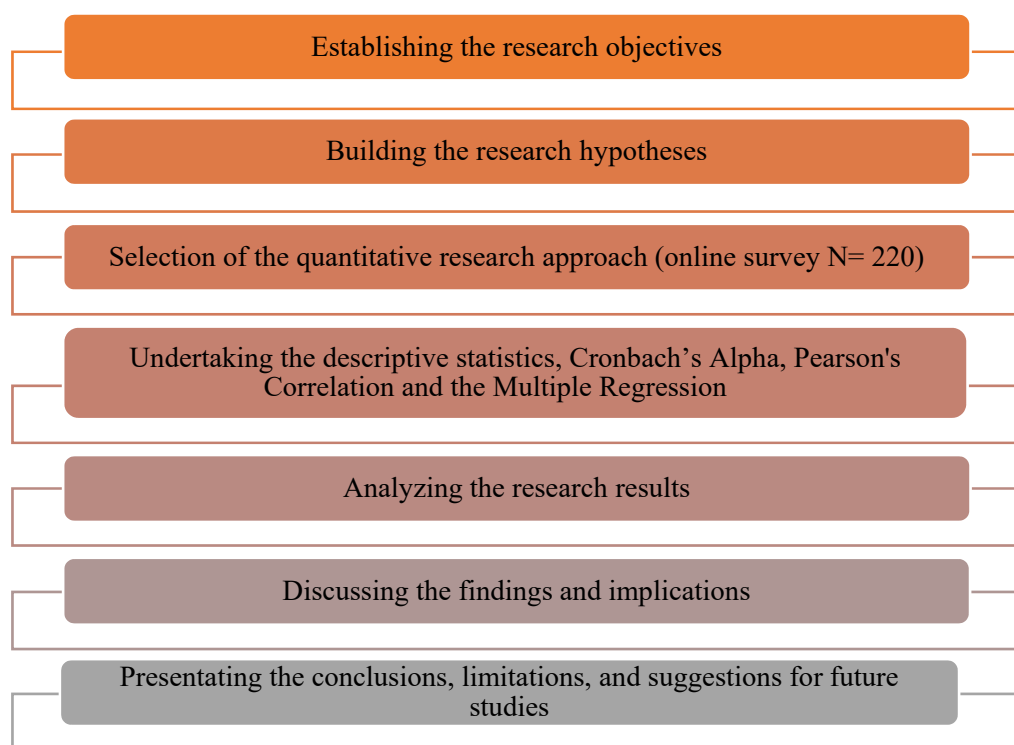 Establishing the research objectives
Building the research hypotheses
Selection of the quantitative research approach (online survey N= 220)
Undertaking the descriptive statistics, Cronbach’s Alpha, Pearson's
Correlation and the Multiple Regression
Analyzing the research results
Discussing the findings and implications
Presentating the conclusions, limitations, and suggestions for future
studies